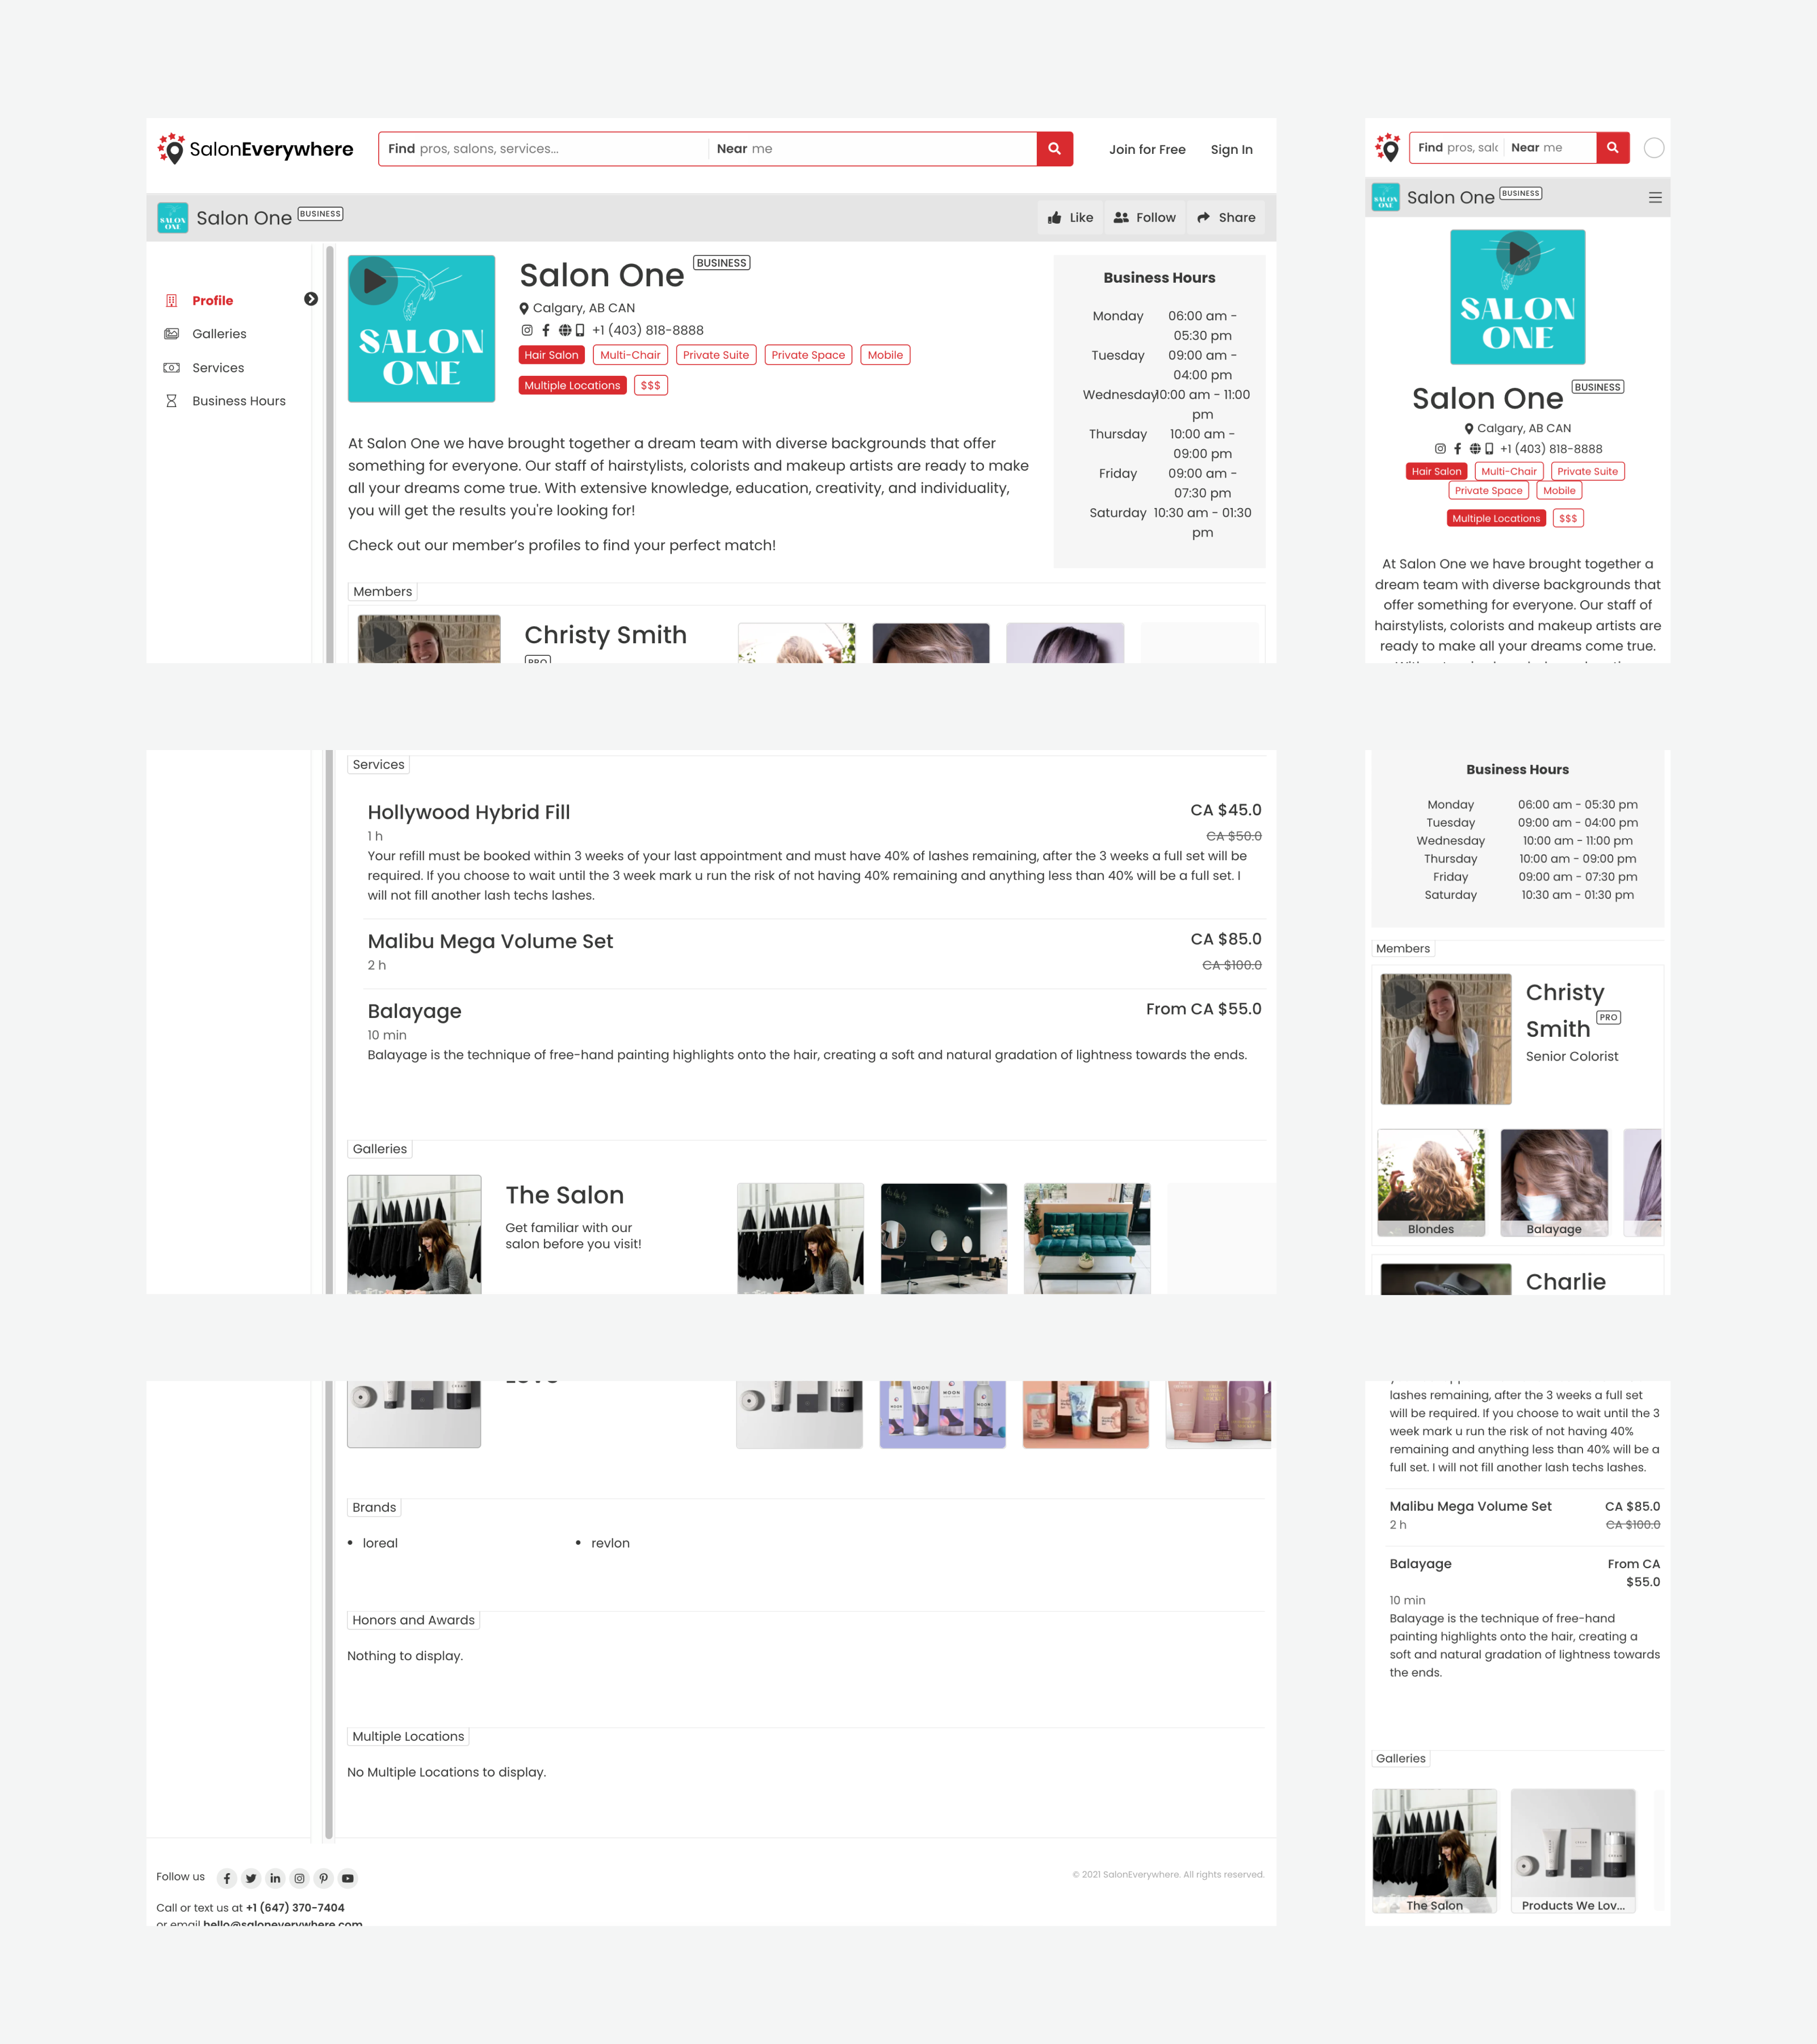 SalonEverywhere
Find pros, salons, services...
Near me
Join for Free
Sign In
SALON
ONE
Salon One BUSINESS
Like
Follow
Share
Profile
Galleries
Services
Business Hours
SALON
ONE
Salon One BUSINESS
Calgary, AB CAN
+1 (403) 818-8888
Hair Salon Multi-Chair Private Suite Private Space Mobile
Multiple Locations $$$
At Salon One we have brought together a dream team with diverse backgrounds that offer
something for everyone. Our staff of hairstylists, colorists and makeup artists are ready to make
all your dreams come true. With extensive knowledge, education, creativity, and individuality,
you will get the results you're looking for!
Check out our member's profiles to find your perfect match!
Business Hours
Monday 06:00 am -
05:30 pm
Tuesday 09:00 am -
04:00 pm
Wednesday 10:00 am - 11:00
pm
Thursday 10:00 am -
09:00 pm
Friday 09:00 am -
07:30 pm
Saturday 10:30 am - 01:30
pm
Members
Christy Smith
PRO
Find pros, salo
Near me
SALON
ONE
Salon One BUSINESS
SALON
ONE
Salon One BUSINESS
Calgary, AB CAN
+1 (403) 818-8888
Hair Salon Multi-Chair Private Suite
Private Space Mobile
Multiple Locations $$$
At Salon One we have brought together a
dream team with diverse backgrounds that
offer something for everyone. Our staff of
hairstylists, colorists and makeup artists are
ready to make all your dreams come true.
Services
Hollywood Hybrid Fill CA $45.0
1 h CA $50.0
Your refill must be booked within 3 weeks of your last appointment and must have 40% of lashes remaining, after the 3 weeks a full set will be
required. If you choose to wait until the 3 week mark u run the risk of not having 40% remaining and anything less than 40% will be a full set. I
will not fill another lash techs lashes.
Malibu Mega Volume Set CA $85.0
2 h CA $100.0
Balayage From CA $55.0
10 min
Balayage is the technique of free-hand painting highlights onto the hair, creating a soft and natural gradation of lightness towards the ends.
Galleries
The Salon
Get familiar with our
salon before you visit!
Business Hours
Monday 06:00 am - 05:30 pm
Tuesday 09:00 am - 04:00 pm
Wednesday 10:00 am - 11:00 pm
Thursday 10:00 am - 09:00 pm
Friday 09:00 am - 07:30 pm
Saturday 10:30 am - 01:30 pm
Members
Christy
Smith PRO
Senior Colorist
Blondes
Balayage
Charlie
MOON MOON
3
Brands
loreal
revlon
Honors and Awards
Nothing to display.
Multiple Locations
No Multiple Locations to display.
Follow us
© 2021 SalonEverywhere. All rights reserved.
Call or text us at +1 (647) 370-7404
or email hello@saloneverywhere.com
lashes remaining, after the 3 weeks a full set
will be required. If you choose to wait until the 3
week mark u run the risk of not having 40%
remaining and anything less than 40% will be a
full set. I will not fill another lash techs lashes.
Malibu Mega Volume Set CA $85.0
2 h CA $100.0
Balayage From CA
$55.0
10 min
Balayage is the technique of free-hand
painting highlights onto the hair, creating a
soft and natural gradation of lightness towards
the ends.
Galleries
The Salon
Products We Lov...